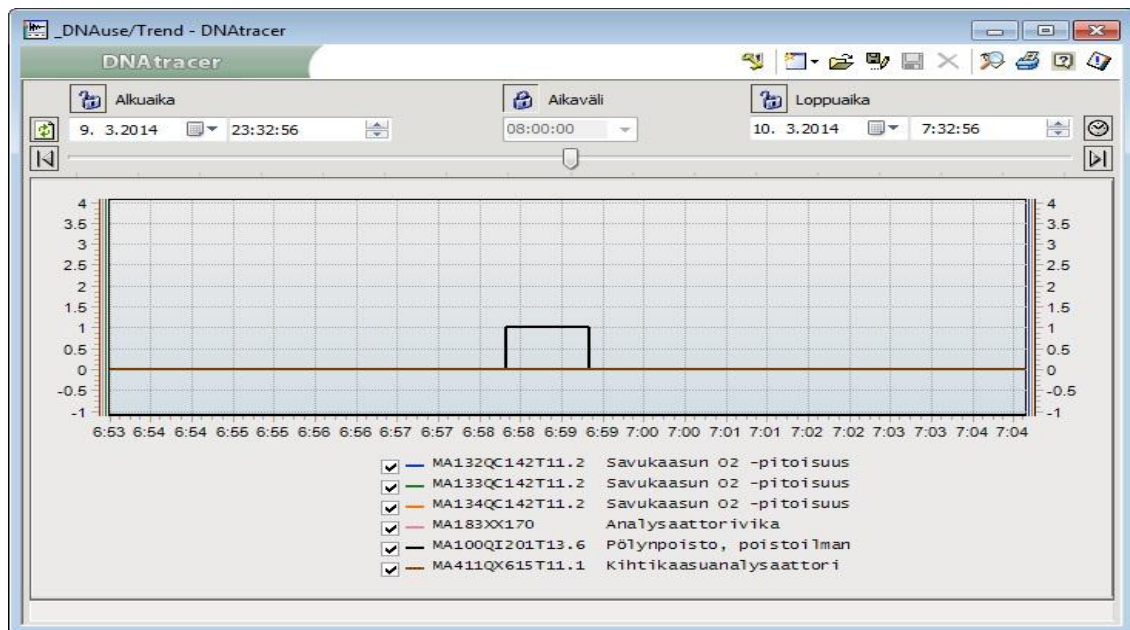 _DNAuse/Trend - DNAtracer
DNAtracer
Alkuaika Aikaväli Loppuaika
9. 3.2014 23:32:56 08:00:00 10. 3.2014 7:32:56
4 4
3.5 3.5
3 3
2.5 2.5
2 2
1.5 1.5
1 1
0.5 0.5
0 0
-0.5 -0.5
-1 -1
6:53 6:54 6:54 6:55 6:55 6:56 6:56 6:57 6:57 6:58 6:58 6:59 6:59 7:00 7:00 7:01 7:01 7:02 7:02 7:03 7:03 7:04 7:04
MA132QC142T11.2 Savukaasun O2 -pitoisuus
MA133QC142T11.2 Savukaasun O2 -pitoisuus
MA134QC142T11.2 Savukaasun O2 -pitoisuus
MA183XX170 Analysaattorivika
MA100QI201T13.6 Pölynpoisto, poistoilman
MA411QX615T11.1 Kihtikaasuanalysaattori